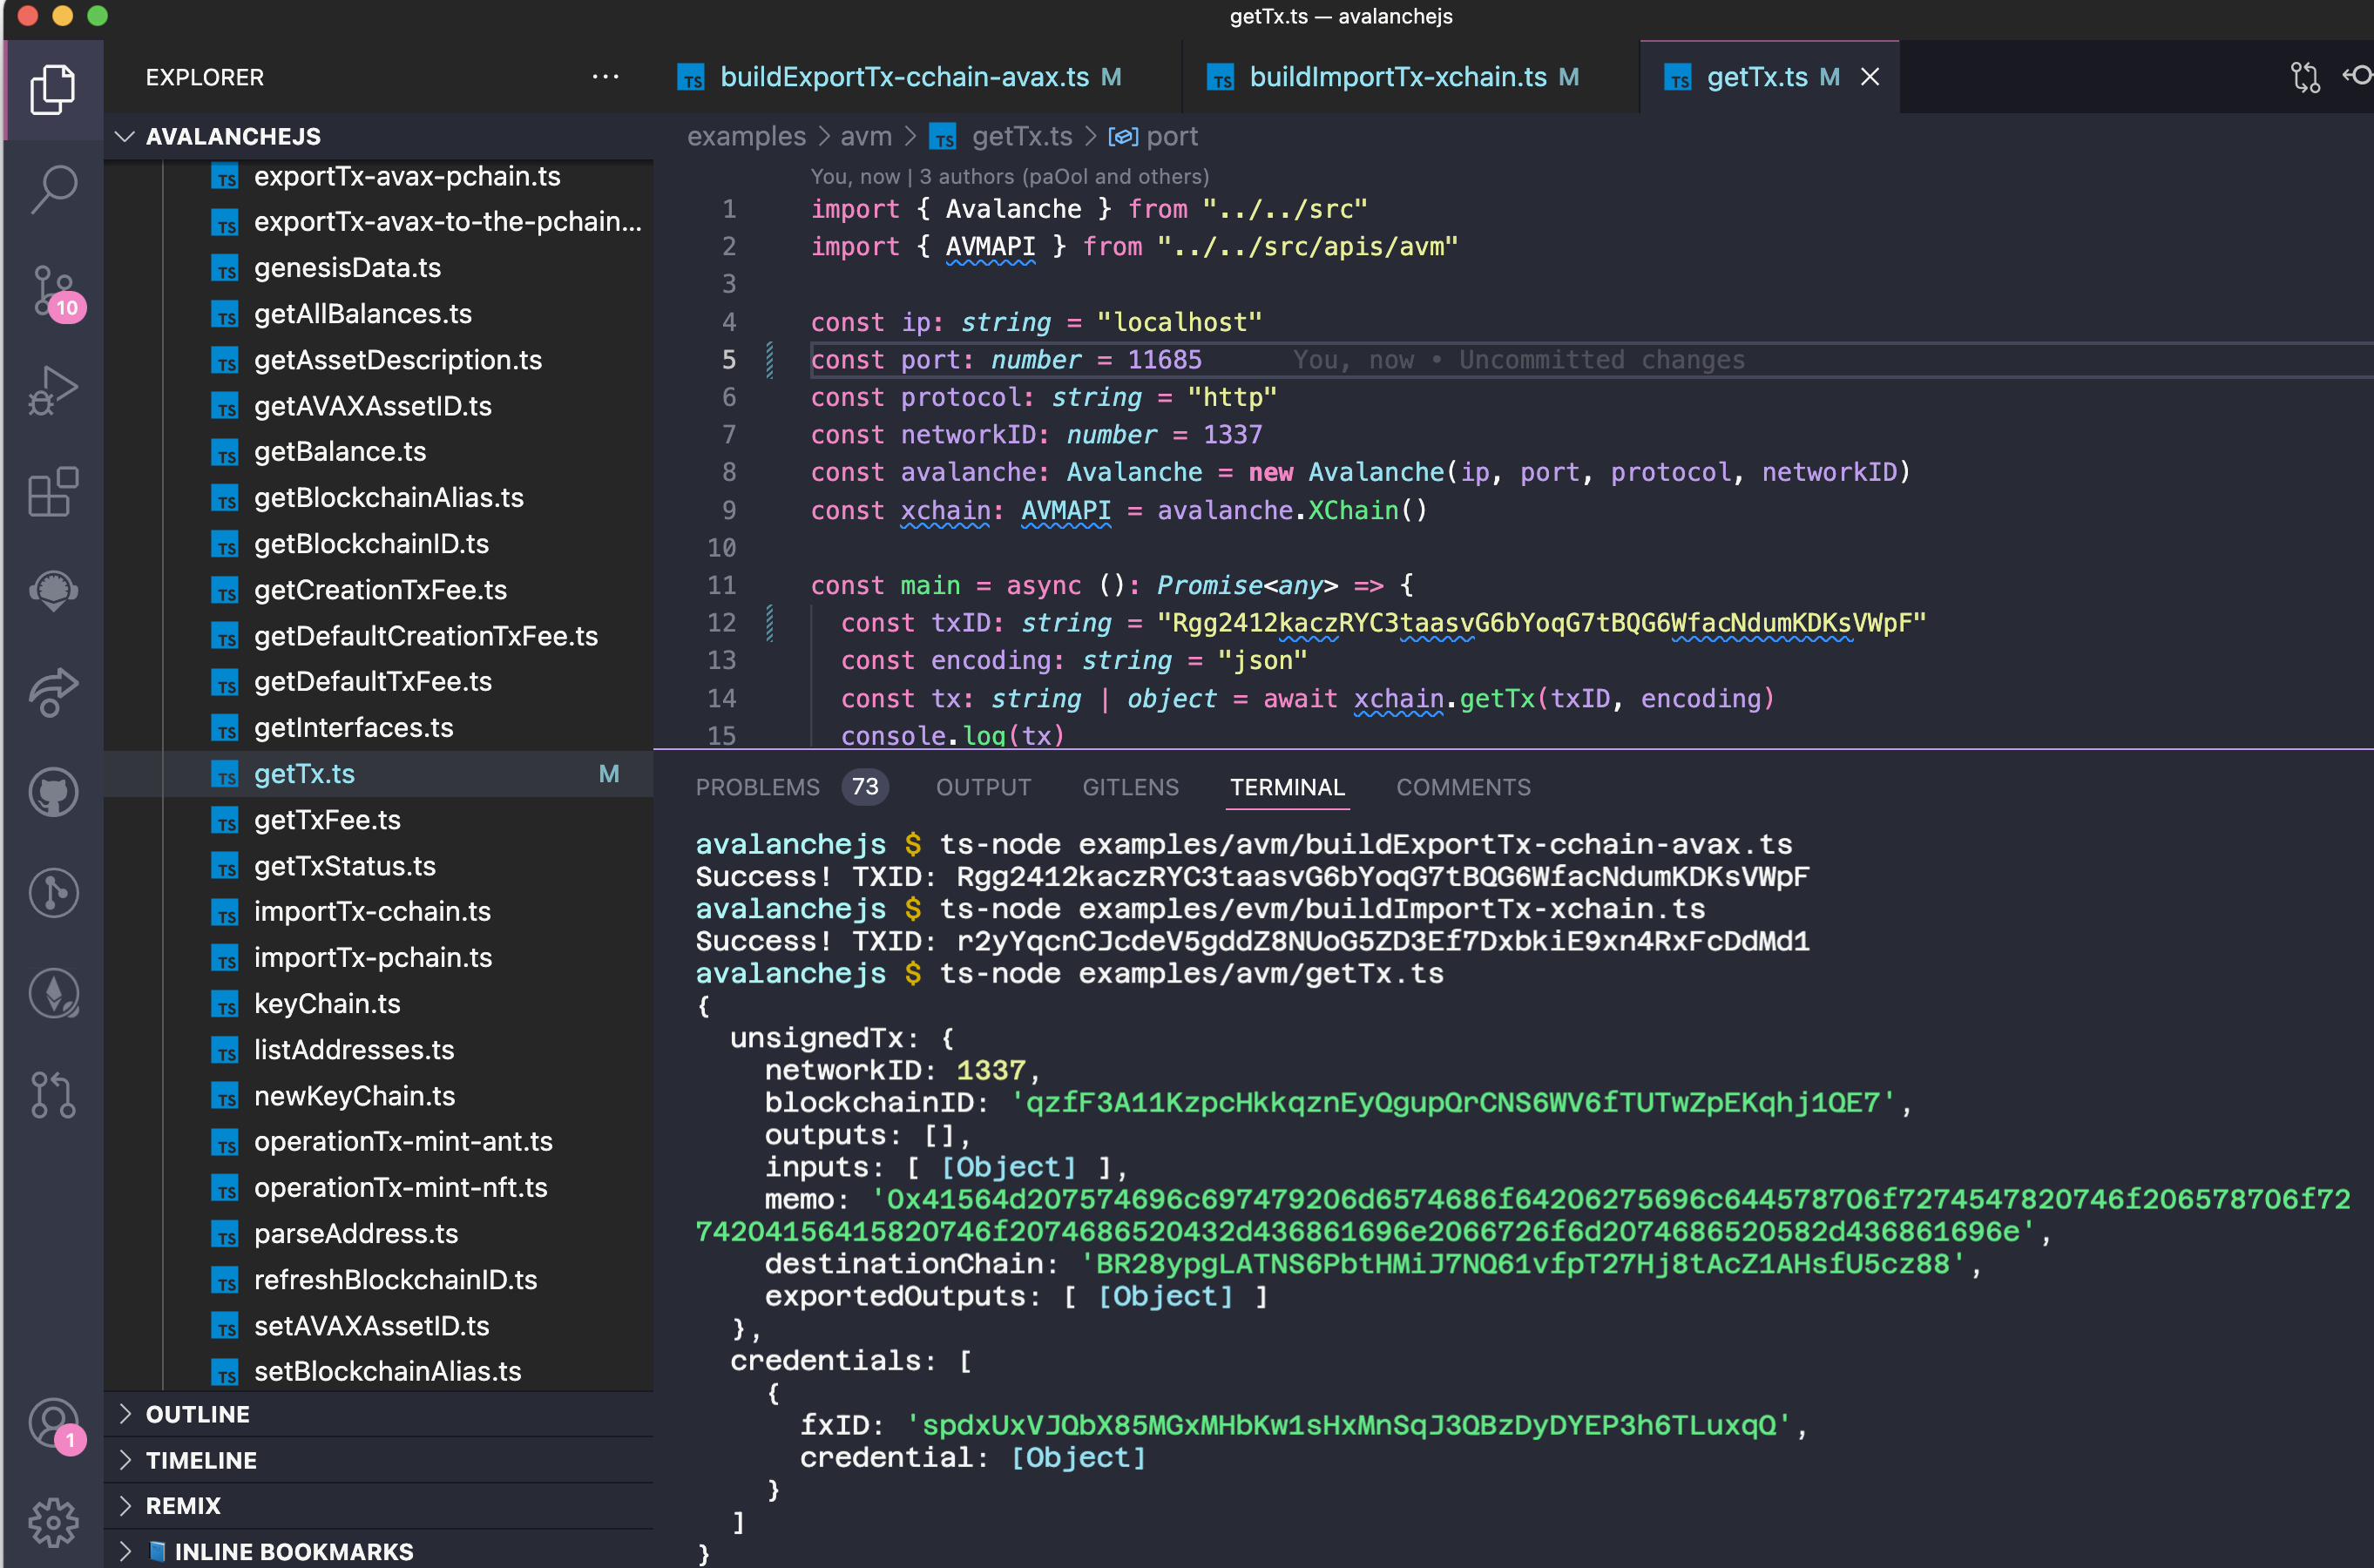 getTx.ts — avalanchejs
EXPLORER
TS buildExportTx-cchain-avax.ts M
TS buildImportTx-xchain.ts M
TS getTx.ts M
AVALANCHEJS
TS exportTx-avax-pchain.ts
TS exportTx-avax-to-the-pchain...
TS genesisData.ts
TS getAllBalances.ts
TS getAssetDescription.ts
TS getAVAXAssetID.ts
TS getBalance.ts
TS getBlockchainAlias.ts
TS getBlockchainID.ts
TS getCreationTxFee.ts
TS getDefaultCreationTxFee.ts
TS getDefaultTxFee.ts
TS getInterfaces.ts
TS getTx.ts M
TS getTxFee.ts
TS getTxStatus.ts
TS importTx-cchain.ts
TS importTx-pchain.ts
TS keyChain.ts
TS listAddresses.ts
TS newKeyChain.ts
TS operationTx-mint-ant.ts
TS operationTx-mint-nft.ts
TS parseAddress.ts
TS refreshBlockchainID.ts
TS setAVAXAssetID.ts
TS setBlockchainAlias.ts
OUTLINE
TIMELINE
REMIX
INLINE BOOKMARKS
10
1
examples > avm > TS getTx.ts > port
You, now | 3 authors (paOol and others)
1 import { Avalanche } from "../../src"
2 import { AVMAPI } from "../../src/apis/avm"
3
4 const ip: string = "localhost"
5 const port: number = 11685 You, now • Uncommitted changes
6 const protocol: string = "http"
7 const networkID: number = 1337
8 const avalanche: Avalanche = new Avalanche(ip, port, protocol, networkID)
9 const xchain: AVMAPI = avalanche.XChain()
10
11 const main = async (): Promise<any> => {
12 const txID: string = "Rgg2412kaczRYC3taasvG6bYoqG7tBQG6WfacNdumKDKsVWpF"
13 const encoding: string = "json"
14 const tx: string | object = await xchain.getTx(txID, encoding)
15 console.log(tx)
PROBLEMS 73 OUTPUT GITLENS TERMINAL COMMENTS
avalanchejs $ ts-node examples/avm/buildExportTx-cchain-avax.ts
Success! TXID: Rgg2412kaczRYC3taasvG6bYoqG7tBQG6WfacNdumKDKsVWpF
avalanchejs $ ts-node examples/evm/buildImportTx-xchain.ts
Success! TXID: r2yYqcnCJcdeV5gddZ8NUoG5ZD3Ef7DxbkiE9xn4RxFcDdMd1
avalanchejs $ ts-node examples/avm/getTx.ts
{
unsignedTx: {
networkID: 1337,
blockchainID: 'qzfF3A11KzpcHkkqznEyQgupQrCNS6WV6fTUTwZpEKqhj1QE7',
outputs: [],
inputs: [ [Object] ],
memo: '0x41564d207574696c697479206d6574686f64206275696c644578706f7274547820746f206578706f72
74204156415820746f2074686520432d436861696e2066726f6d2074686520582d436861696e',
destinationChain: 'BR28ypgLATNS6PbtHMiJ7NQ61vfpT27Hj8tAcZ1AHsfU5cz88',
exportedOutputs: [ [Object] ]
},
credentials: [
{
fxID: 'spdxUxVJQbX85MGxMHbKw1sHxMnSqJ3QBzDyDYEP3h6TLuxqQ',
credential: [Object]
}
]
}